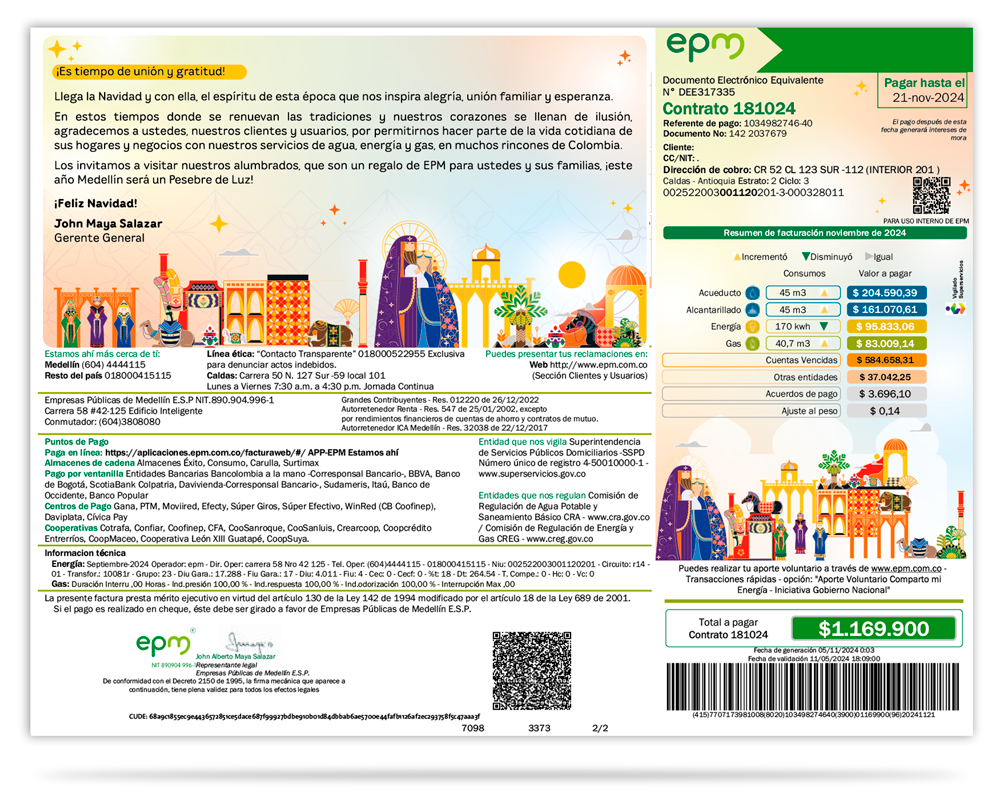 ¡Es tiempo de unión y gratitud!
Llega la Navidad y con ella, el espíritu de esta época que nos inspira alegría, unión familiar y esperanza.
En estos tiempos donde se renuevan las tradiciones y nuestros corazones se llenan de ilusión,
agradecemos a ustedes, nuestros clientes y usuarios, por permitirnos hacer parte de la vida cotidiana de
sus hogares y negocios con nuestros servicios de agua, energía y gas, en muchos rincones de Colombia.
Los invitamos a visitar nuestros alumbrados, que son un regalo de EPM para ustedes y sus familias, ¡este
año Medellín será un Pesebre de Luz!
¡Feliz Navidad!
John Maya Salazar
Gerente General
Estamos ahí más cerca de tí:
Medellín (604) 4444115
Resto del país 018000415115
Línea ética: "Contacto Transparente" 018000522955 Exclusiva
para denunciar actos indebidos.
Caldas: Carrera 50 N. 127 Sur -59 local 101
Lunes a Viernes 7:30 a.m. a 4:30 p.m. Jornada Continua
Puedes presentar tus reclamaciones en:
Web http://www.epm.com.co
(Sección Clientes y Usuarios)
Empresas Públicas de Medellín E.S.P NIT.890.904.996-1
Carrera 58 #42-125 Edificio Inteligente
Conmutador: (604)3808080
Grandes Contribuyentes - Res. 012220 de 26/12/2022
Autorretenedor Renta - Res. 547 de 25/01/2002, excepto
por rendimientos financieros de cuentas de ahorro y contratos de mutuo.
Autoretenedor ICA Medellín - Res. 32038 de 22/12/2017
Puntos de Pago
Paga en línea: https://aplicaciones.epm.com.co/facturaweb/#/ APP-EPM Estamos ahí
Almacenes de cadena Almacenes Éxito, Consumo, Carulla, Surtimax
Pago por ventanilla Entidades Bancarias Bancolombia a la mano -Corresponsal Bancario-, BBVA, Banco
de Bogotá, ScotiaBank Colpatria, Davivienda-Corresponsal Bancario-, Sudameris, Itaú, Banco de
Occidente, Banco Popular
Centros de Pago Gana, PTM, Moviired, Efecty, Súper Giros, Súper Efectivo, WinRed (CB Coofinep),
Daviplata, Cívica Pay
Cooperativas Cotrafa, Confiar, Coofinep, CFA, CooSanroque, CooSanluis, Crearcoop, Coopcrédito
Entrerríos, CoopMaceo, Cooperativa León XIII Guatapé, CoopSuya.
Entidad que nos vigila Superintendencia
de Servicios Públicos Domiciliarios -SSPD
Número único de registro 4-50010000-1 -
www.superservicios.gov.co
Entidades que nos regulan Comisión de
Regulación de Agua Potable y
Saneamiento Básico CRA - www.cra.gov.co
/ Comisión de Regulación de Energía y
Gas CREG - www.creg.gov.co
Informacion técnica
Energía: Septiembre-2024 Operador: epm - Dir. Oper: carrera 58 Nro 42 125 - Tel. Oper: (604)4444115 - 018000415115 - Niu: 002522003001120201 - Circuito: r14 -
01 - Transfor.: 10081r - Grupo: 23 - Diu Gara.: 17.288 - Fiu Gara.: 17 - Diu: 4.011 - Fiu: 4 - Cec: 0 - Cecf: 0 - %t: 18 - Dt: 264.54 - T. Compe.: 0 - Hc: 0 - Vc: 0
Gas: Duración Interru ,00 Horas - Ind.presión 100,00 % - Ind.respuesta 100,00 % - Ind.odorización 100,00 % - Interrupción Max ,00
La presente factura presta mérito ejecutivo en virtud del artículo 130 de la Ley 142 de 1994 modificado por el artículo 18 de la Ley 689 de 2001.
Si el pago es realizado en cheque, éste debe ser girado a favor de Empresas Públicas de Medellín E.S.P.
epm
NIT 890904 996-1
John Alberto Maya Salazar
Representante legal
Empresas Públicas de Medellín E.S.P.
De conformidad con el Decreto 2150 de 1995, la firma mecánica que aparece a
continuación, tiene plena validez para todos los efectos legales
7098 3373 2/2
epm
Documento Electrónico Equivalente
N° DEE317335
Contrato 181024
Referente de pago: 1034982746-40
Documento No: 142 2037679
Pagar hasta el
21-nov-2024
El pago después de esta
fecha generará intereses de
mora
Cliente:
CC/NIT: .
Dirección de cobro: CR 52 CL 123 SUR -112 (INTERIOR 201 )
Caldas - Antioquia Estrato: 2 Ciclo: 3
002522003001120201-3-000328011
PARA USO INTERNO DE EPM
Resumen de facturación noviembre de 2024
Incrementó Disminuyó Igual
Consumos Valor a pagar
Acueducto 45 m3 $ 204.590,39
Alcantarillado 45 m3 $ 161.070,61
Energía 170 kwh $ 95.833,06
Gas 40,7 m3 $ 83.009,14
Cuentas Vencidas $ 584.658,31
Otras entidades $ 37.042,25
Acuerdos de pago $ 3.696,10
Ajuste al peso $ 0,14
Vigilado
Superservicios
Puedes realizar tu aporte voluntario a través de www.epm.com.co -
Transacciones rápidas - opción: "Aporte Voluntario Comparto mi
Energía - Iniciativa Gobierno Nacional"
Total a pagar
Contrato 181024
$1.169.900
Fecha de generación 05/11/2024 0:03
Fecha de validación 11/05/2024 18:09:00
(415)7707173981008(8020)103498274640(3900)01169900(96)20241121